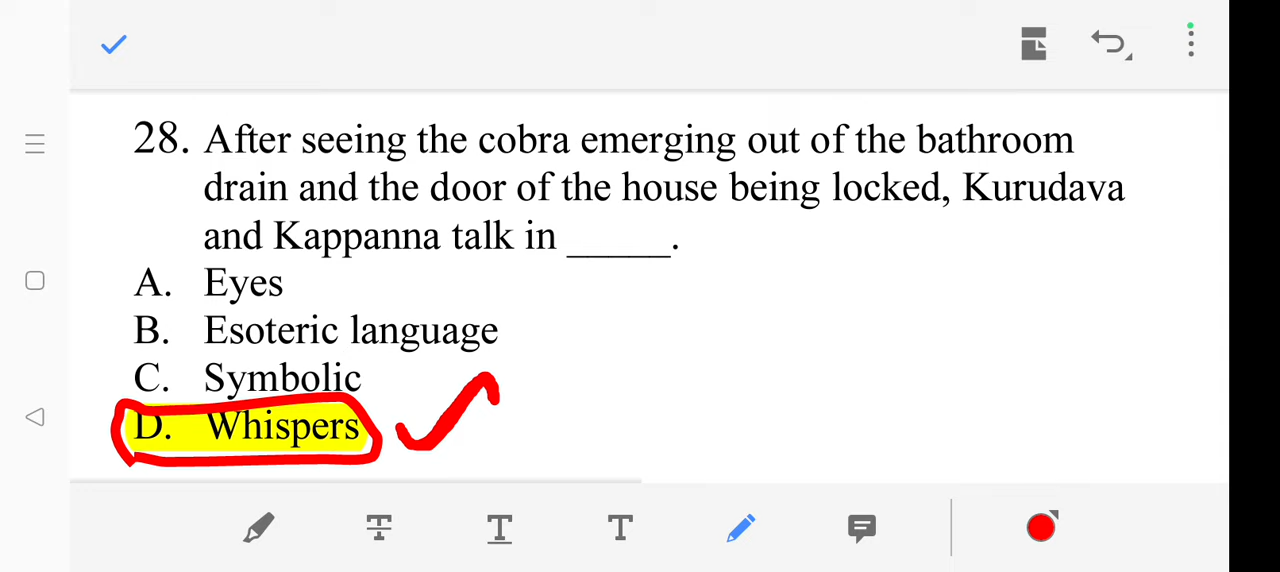 28. After seeing the cobra emerging out of the bathroom
drain and the door of the house being locked, Kurudava
and Kappanna talk in _____.
A. Eyes
B. Esoteric language
C. Symbolic
D. Whispers
T
T
T